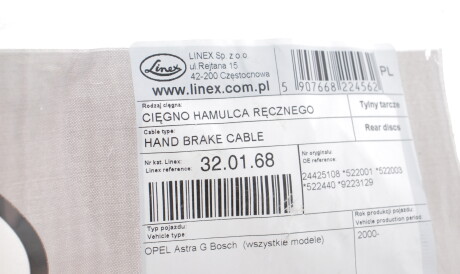 Linex
LINEX Sp. z o.o.
ul Rejtana 15
42-200 Częstochowa
www.linex.com.pl
5 907668 224562
PL
Rodzaj cięgna:
CIĘGNO HAMULCA RĘCZNEGO
Tylny tarcze
Cable type:
HAND BRAKE CABLE
Rear discs
Nr kat. Linex:
Linex reference:
32.01.68
Nr oryginału:
OE reference:
24425108 *522001 *522003
*522440 *9223129
Typ pojazdu:
Vehicle type
Rok produkcji pojazdu:
Vehicle production period:
OPEL Astra G Bosch (wszystkie modele)
2000-